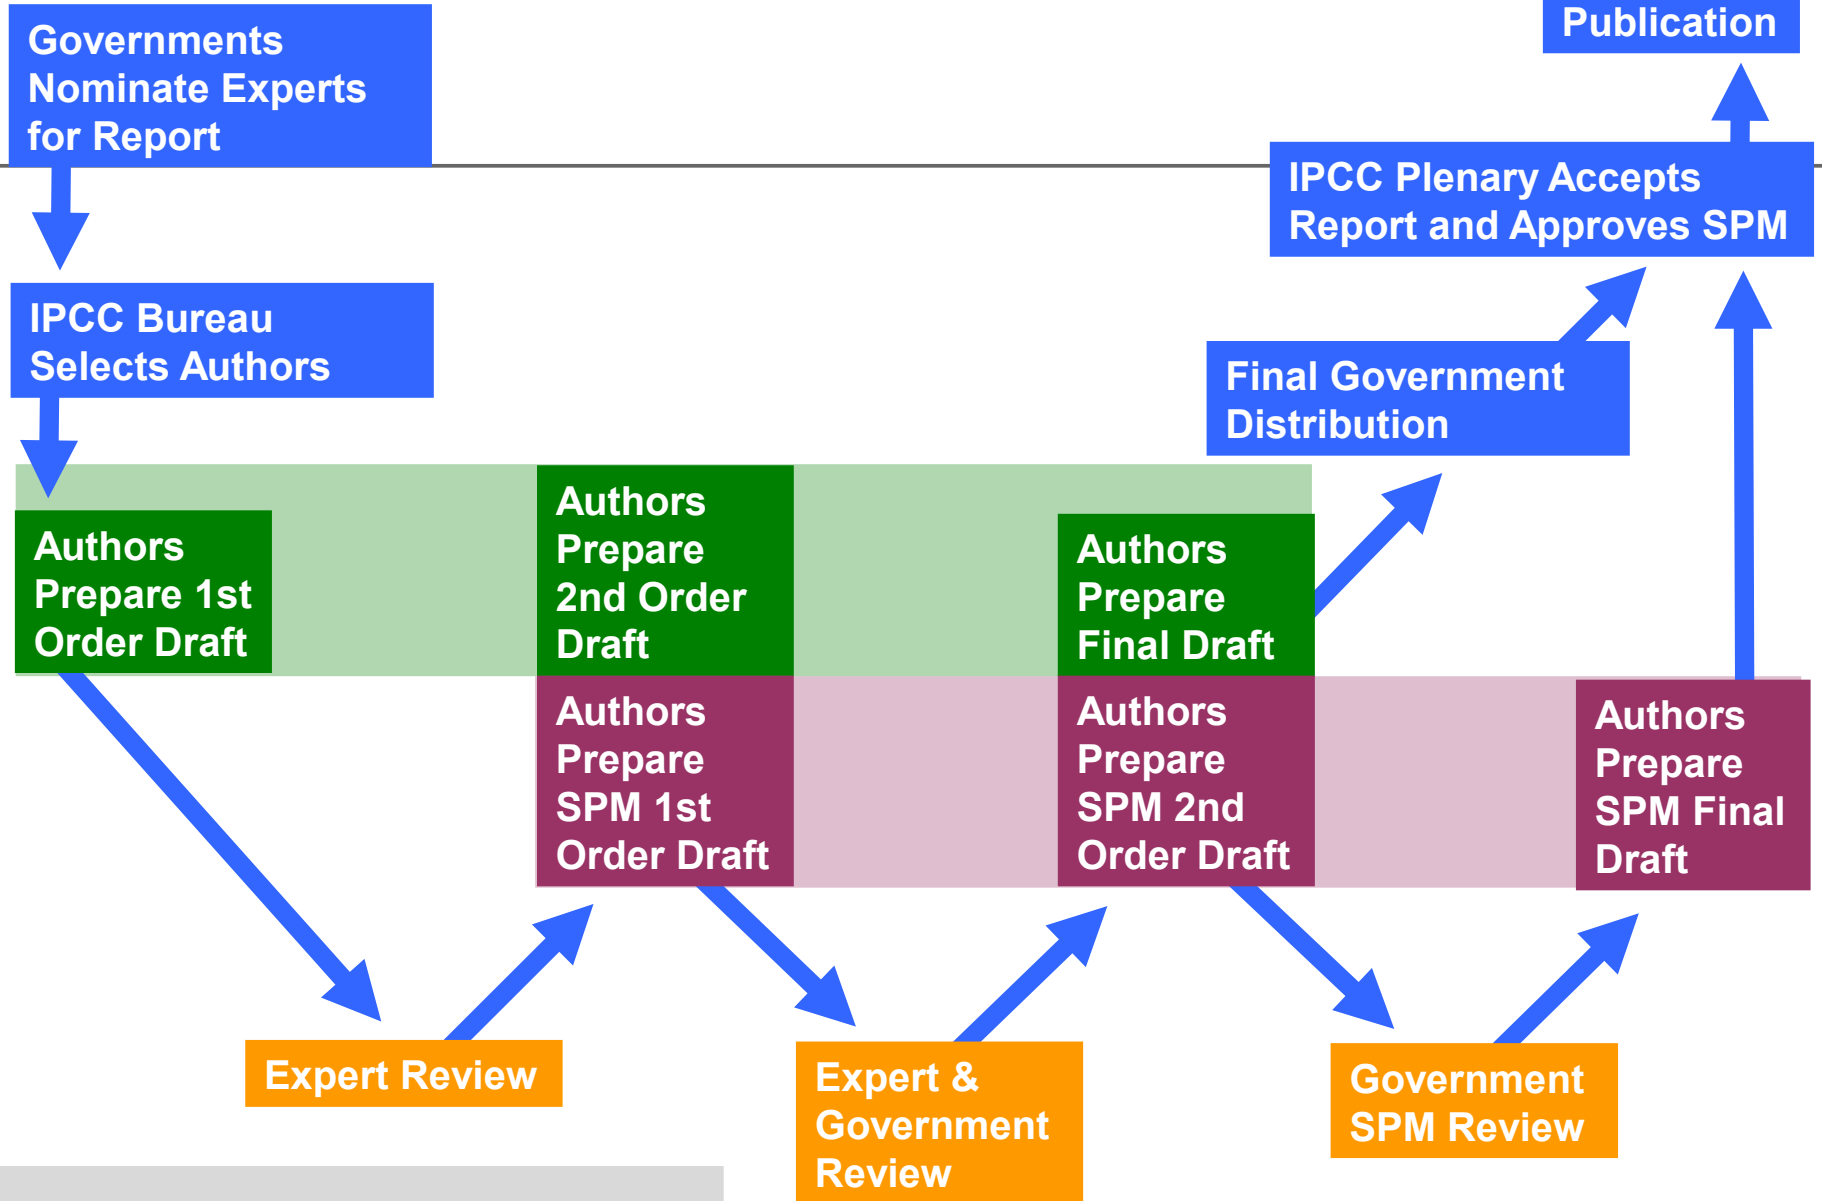 Governments
Nominate Experts
for Report
Publication
IPCC Plenary Accepts
Report and Approves SPM
IPCC Bureau
Selects Authors
Final Government
Distribution
Authors
Prepare 1st
Order Draft
Authors
Prepare
2nd Order
Draft
Authors
Prepare
Final Draft
Authors
Prepare
SPM 1st
Order Draft
Authors
Prepare
SPM 2nd
Order Draft
Authors
Prepare
SPM Final
Draft
Expert Review
Expert &
Government
Review
Government
SPM Review